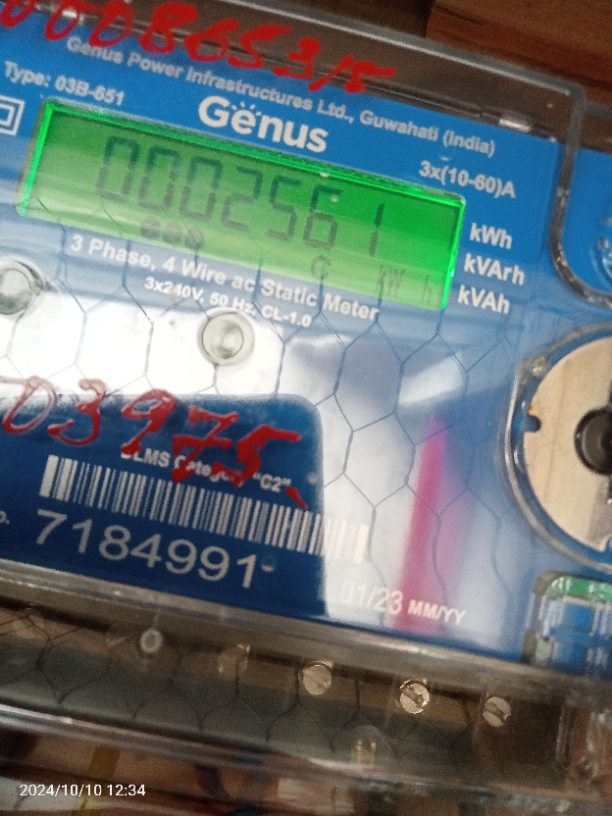 000865315
Genus Power Infrastructures Ltd., Guwahati (India)
Type: 03B-651
Genus
3x(10-60)A
0002561
kWh
kVArh
kVAh
C kWh
3 Phase, 4 Wire ac Static Meter
3x240V, 50 Hz, CL-1.0
03975
Category "C2"
7184991
01/23 MM/YY
2024/10/10 12:34